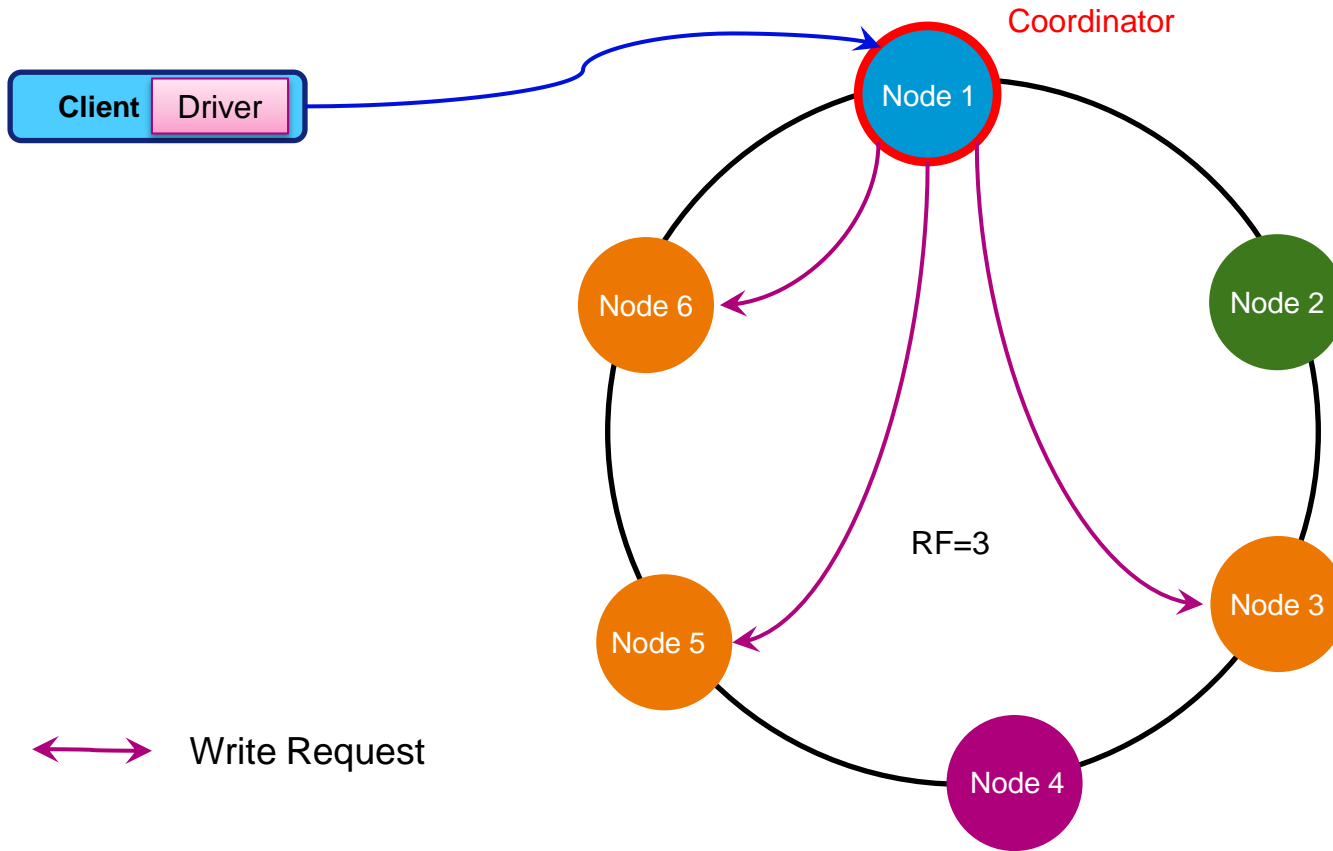 Coordinator
Client
Driver
Node 1
Node 6
Node 2
RF=3
Node 3
Node 5
Write Request
Node 4